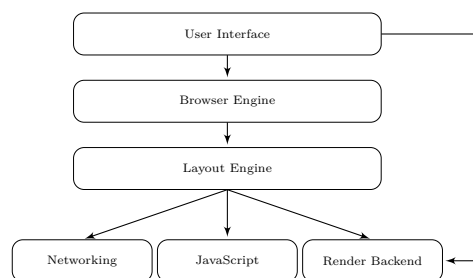 User Interface
Browser Engine
Layout Engine
Networking
JavaScript
Render Backend